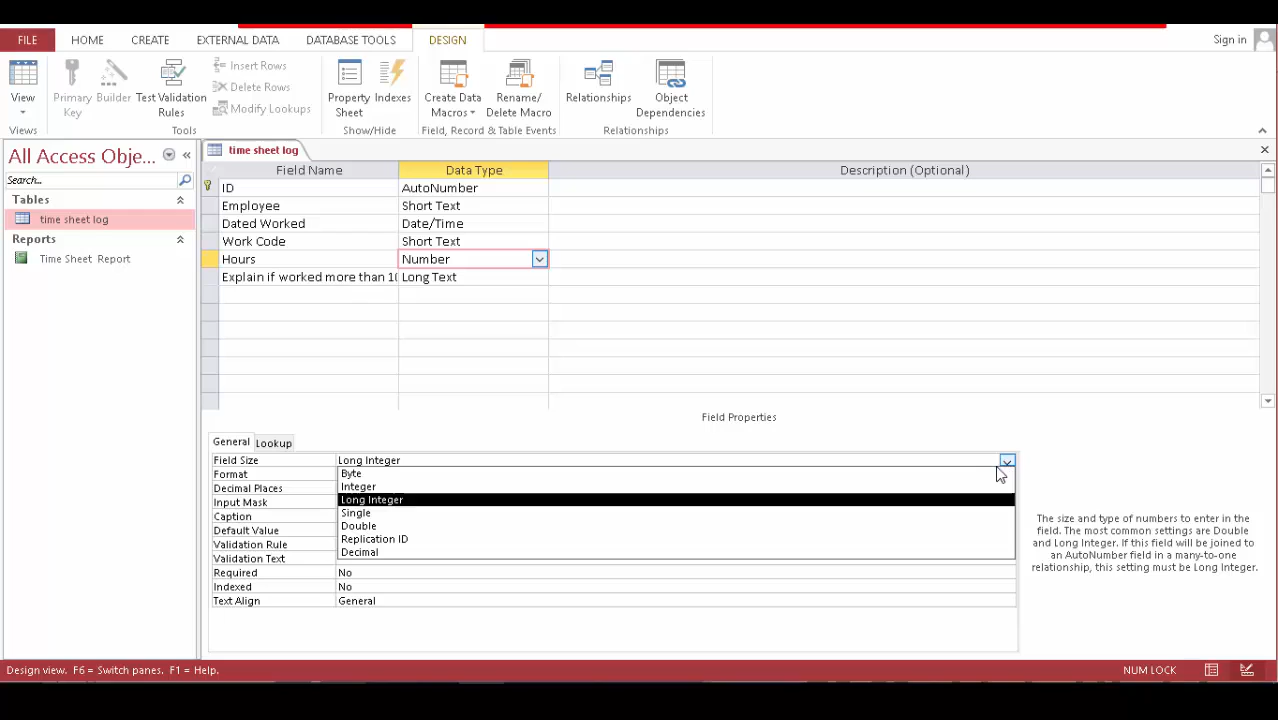 FILE HOME CREATE EXTERNAL DATA DATABASE TOOLS DESIGN Sign in
View Primary Key Builder Test Validation Rules Insert Rows Delete Rows Modify Lookups Property Sheet Indexes Create Data Macros Rename/ Delete Macro Relationships Object Dependencies
Views Tools Show/Hide Field, Record & Table Events Relationships
All Access Obje...
Search...
Tables
time sheet log
Reports
Time Sheet Report
time sheet log
Field Name Data Type Description (Optional)
ID AutoNumber
Employee Short Text
Dated Worked Date/Time
Work Code Short Text
Hours Number
Explain if worked more than 10 Long Text
Field Properties
General Lookup
Field Size Long Integer
Format Byte
Decimal Places Integer
Input Mask Long Integer
Caption Single
Default Value Double
Validation Rule Replication ID
Validation Text Decimal
Required No
Indexed No
Text Align General
The size and type of numbers to enter in the
field. The most common settings are Double
and Long Integer. If this field will be joined to
an AutoNumber field in a many-to-one
relationship, this setting must be Long Integer.
Design view. F6 = Switch panes. F1 = Help. NUM LOCK